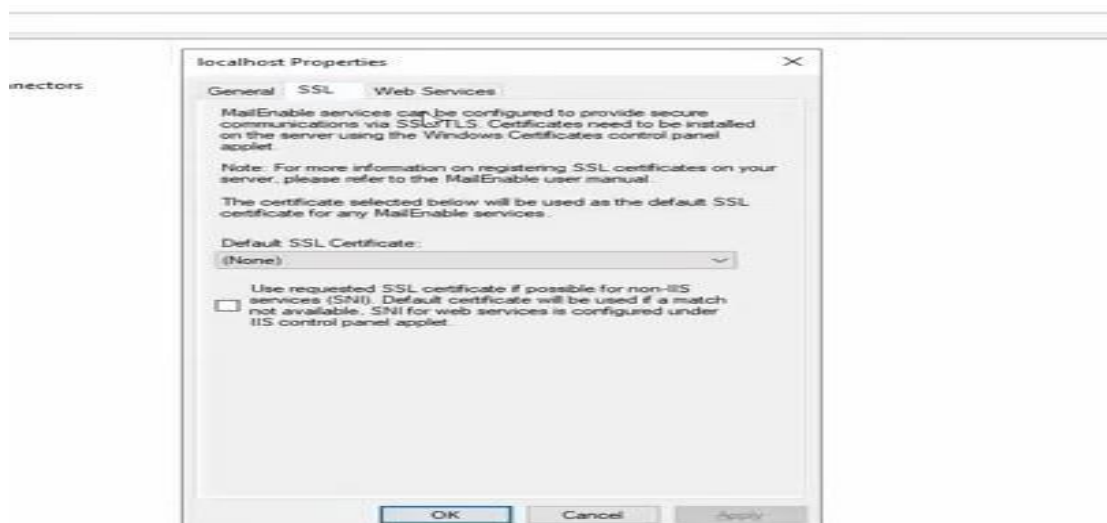 localhost Properties
nectors
General SSL Web Services
MailEnable services can be configured to provide secure
communications via SSL/TLS. Certificates need to be installed
on the server using the Windows Certificates control panel
applet.
Note: For more information on registering SSL certificates on your
server, please refer to the MailEnable user manual.
The certificate selected below will be used as the default SSL
certificate for any MailEnable services.
Default SSL Certificate:
(None)
Use requested SSL certificate if possible for non-IIS
services (SNI). Default certificate will be used if a match
not available. SNI for web services is configured under
IIS control panel applet.
OK Cancel Apply